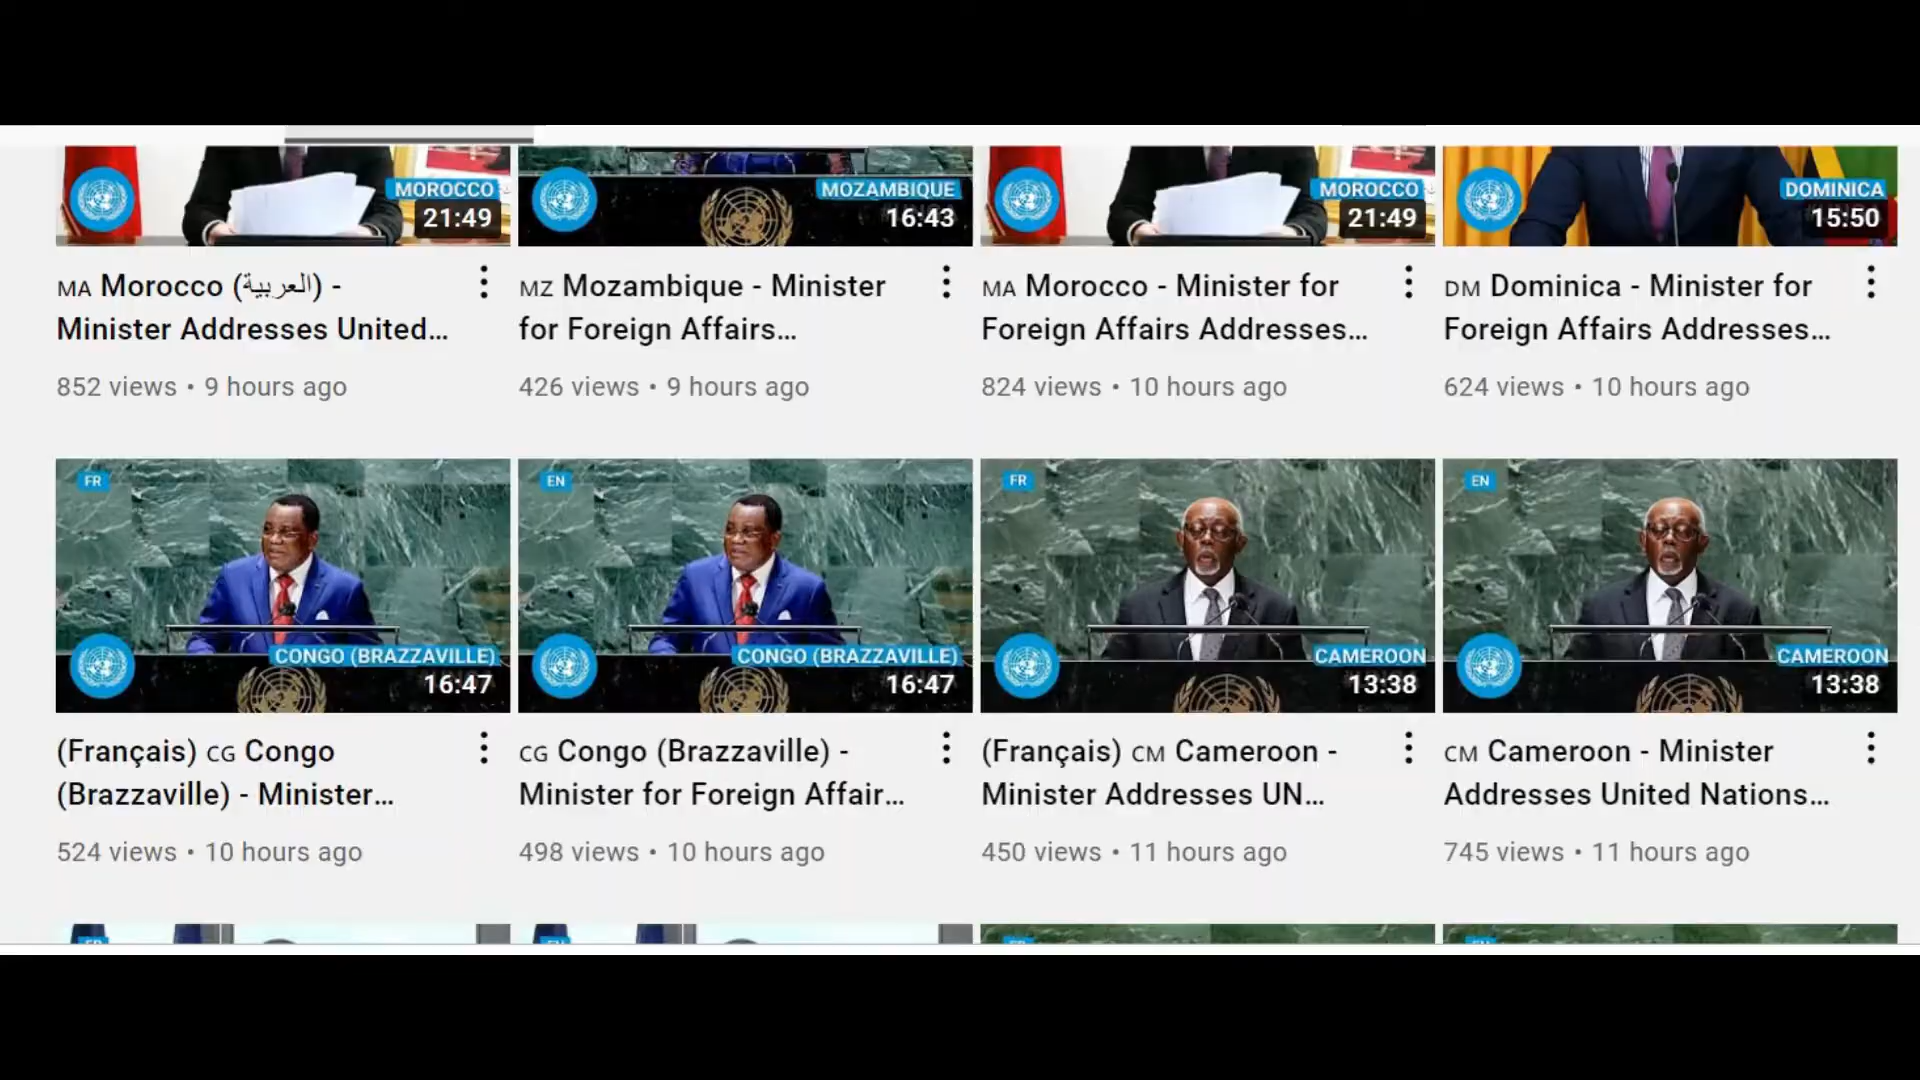 MOROCCO
21:49
MOZAMBIQUE
16:43
MOROCCO
21:49
DOMINICA
15:50
MA Morocco (العربية) -
Minister Addresses United...
852 views • 9 hours ago
MZ Mozambique - Minister
for Foreign Affairs...
426 views • 9 hours ago
MA Morocco - Minister for
Foreign Affairs Addresses...
824 views • 10 hours ago
DM Dominica - Minister for
Foreign Affairs Addresses...
624 views • 10 hours ago
FR
CONGO (BRAZZAVILLE)
16:47
EN
CONGO (BRAZZAVILLE)
16:47
FR
CAMEROON
13:38
EN
CAMEROON
13:38
(Français) CG Congo
(Brazzaville) - Minister...
524 views • 10 hours ago
CG Congo (Brazzaville) -
Minister for Foreign Affair...
498 views • 10 hours ago
(Français) CM Cameroon -
Minister Addresses UN...
450 views • 11 hours ago
CM Cameroon - Minister
Addresses United Nations...
745 views • 11 hours ago